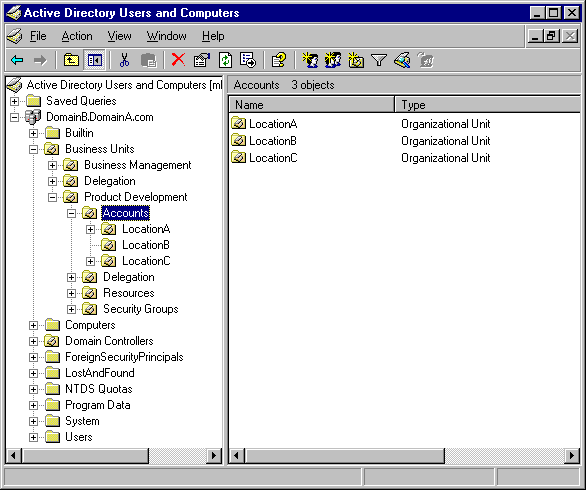 Active Directory Users and Computers
File Action View Window Help
Active Directory Users and Computers [ml
Saved Queries
DomainB.DomainA.com
Builtin
Business Units
Business Management
Delegation
Product Development
Accounts
LocationA
LocationB
LocationC
Delegation
Resources
Security Groups
Computers
Domain Controllers
ForeignSecurityPrincipals
LostAndFound
NTDS Quotas
Program Data
System
Users
Accounts 3 objects
Name Type
LocationA Organizational Unit
LocationB Organizational Unit
LocationC Organizational Unit